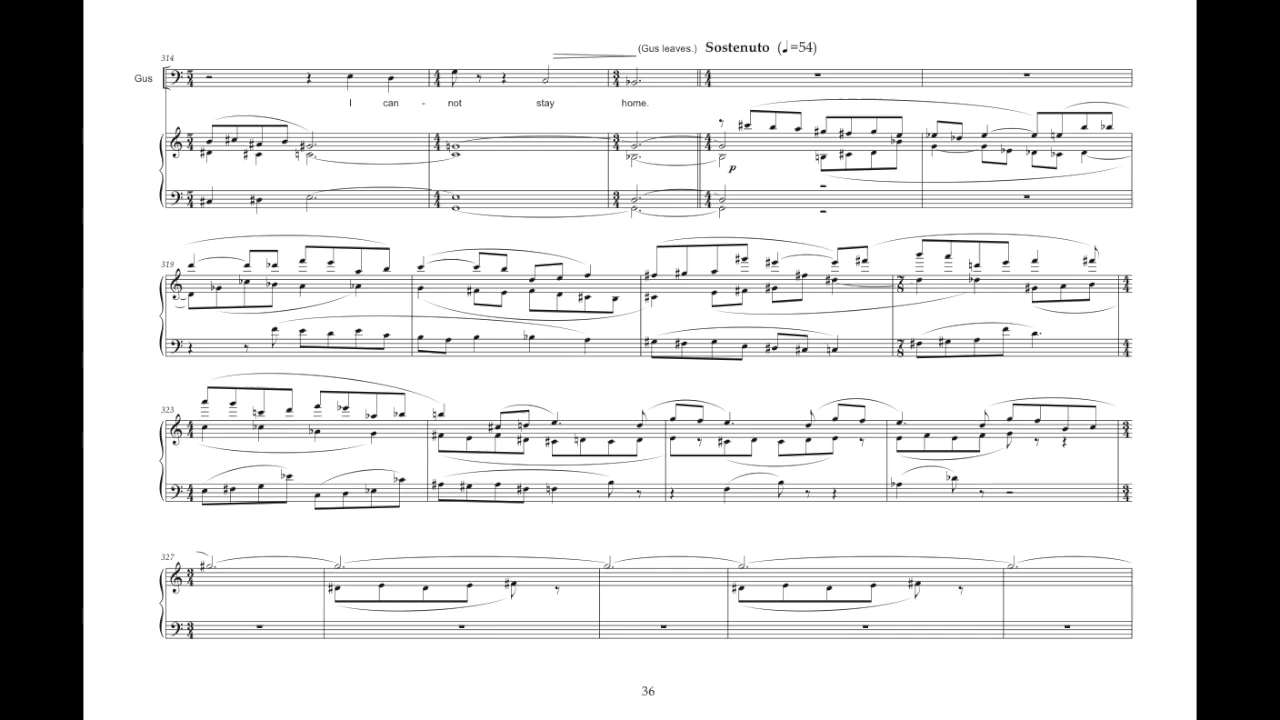 (Gus leaves.) Sostenuto (♩=54)
314
Gus
I can - not stay home.
p
319
323
327
36